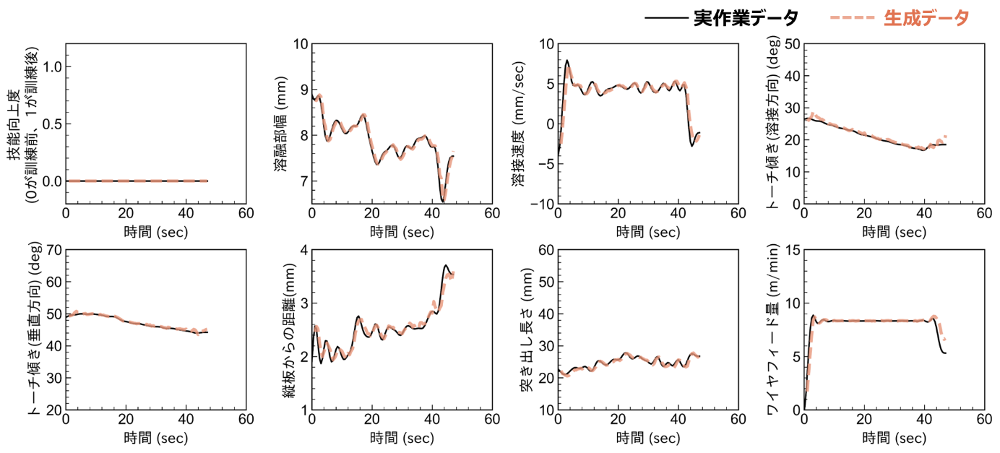 実作業データ 生成データ
技能向上度
(0が訓練前、1が訓練後)
1.0
0.5
0.0
0 20 40 60
時間 (sec)
溶融部幅 (mm)
10
9
8
7
0 20 40 60
時間 (sec)
溶接速度 (mm/sec)
10
5
0
−5
−10
0 20 40 60
時間 (sec)
トーチ傾き(溶接方向) (deg)
50
40
30
20
10
0
0 20 40 60
時間 (sec)
トーチ傾き(垂直方向) (deg)
70
60
50
40
30
20
0 20 40 60
時間 (sec)
縦板からの距離(mm)
4
3
2
1
0 20 40 60
時間 (sec)
突き出し長さ (mm)
60
50
40
30
20
10
0 20 40 60
時間 (sec)
ワイヤフィード量 (m/min)
15
10
5
0
0 20 40 60
時間 (sec)